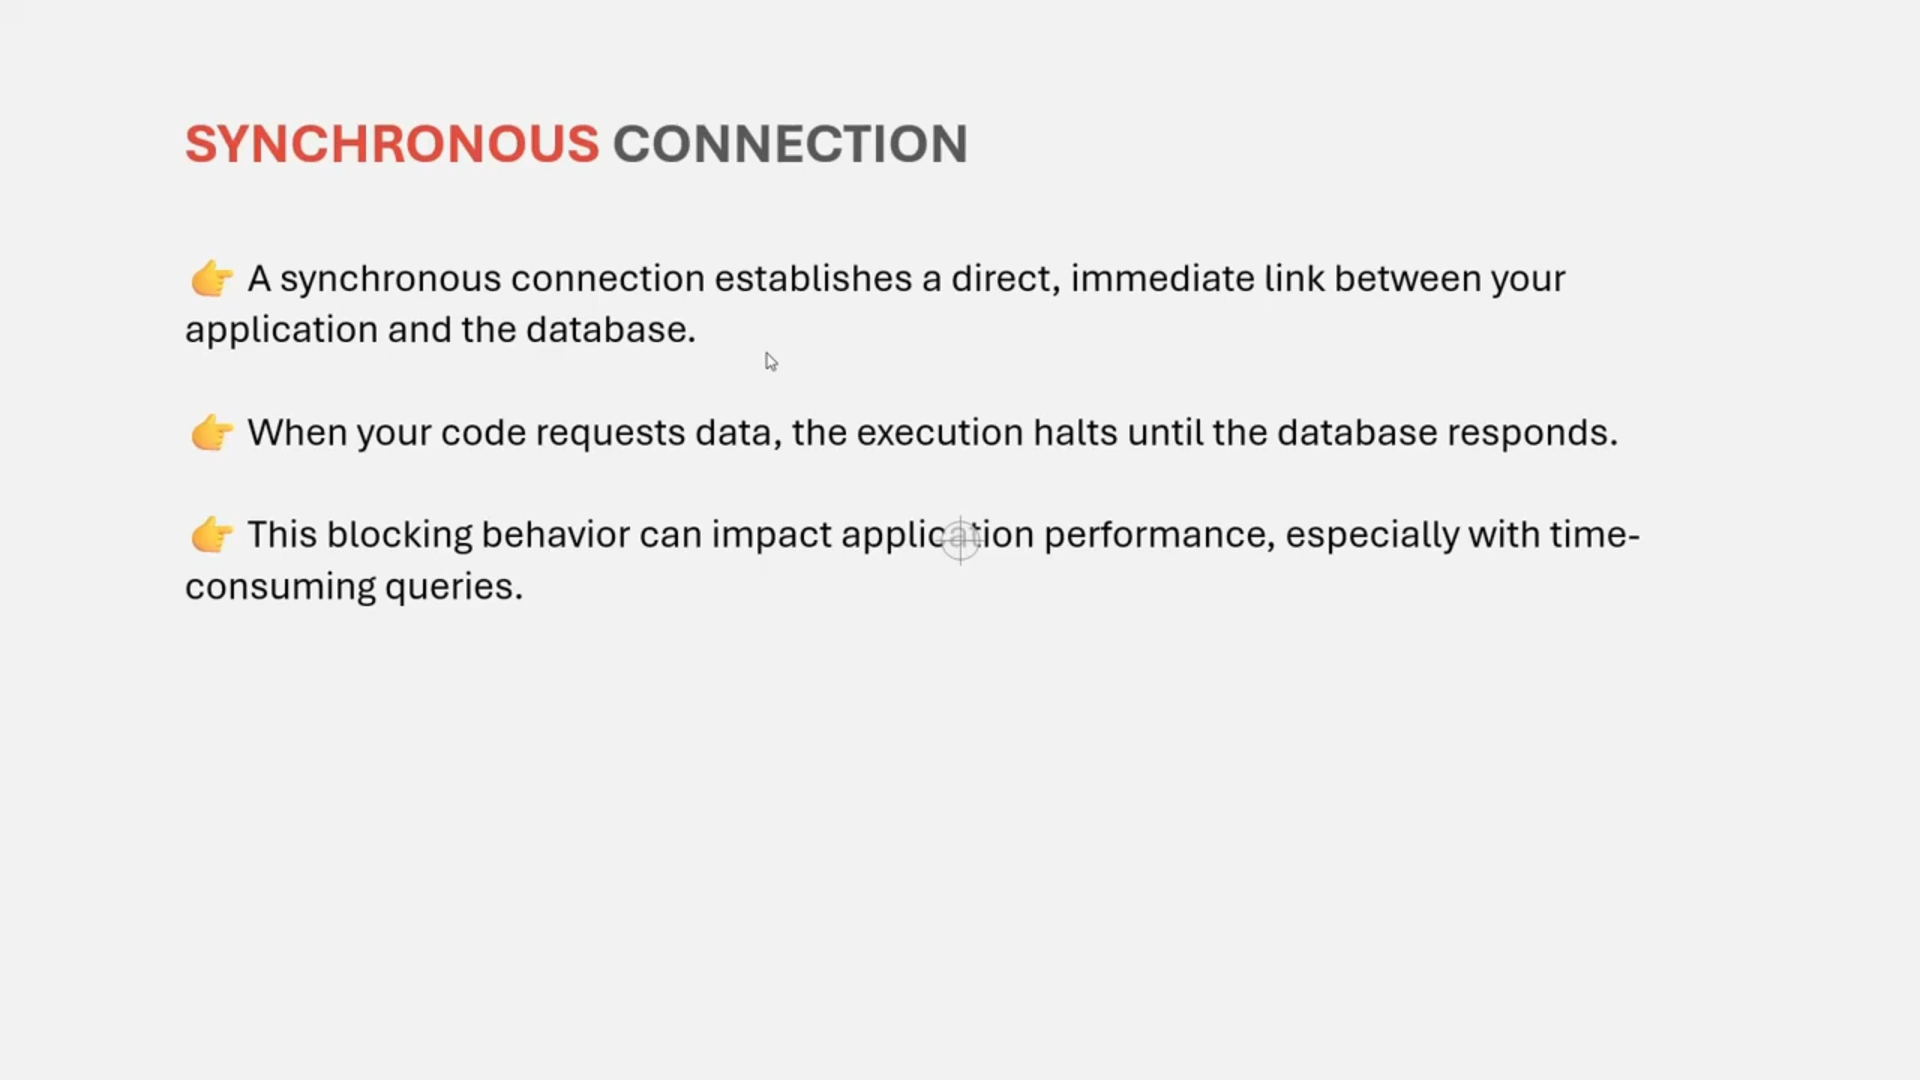 SYNCHRONOUS CONNECTION
👉 A synchronous connection establishes a direct, immediate link between your
application and the database.
👉 When your code requests data, the execution halts until the database responds.
👉 This blocking behavior can impact application performance, especially with time-
consuming queries.